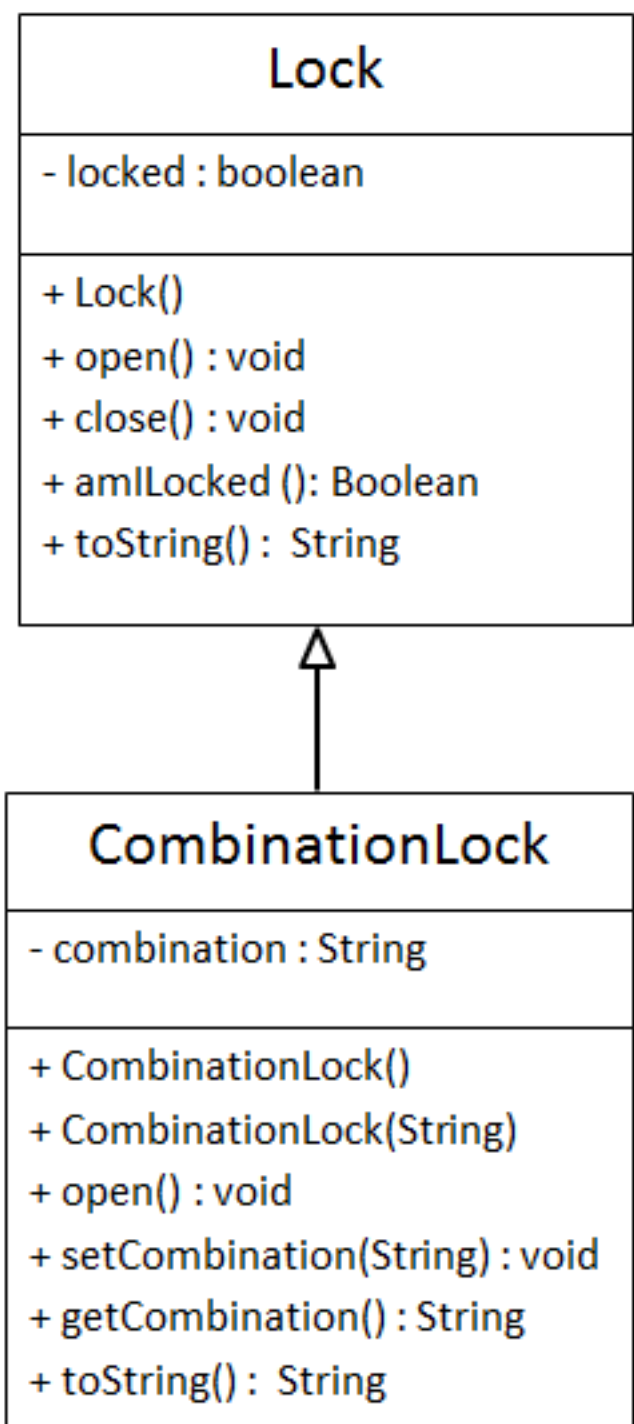 Lock
- locked : boolean
+ Lock()
+ open() : void
+ close() : void
+ amILocked (): Boolean
+ toString() :  String
CombinationLock
- combination : String
+ CombinationLock()
+ CombinationLock(String)
+ open() : void
+ setCombination(String) : void
+ getCombination() : String
+ toString() :  String